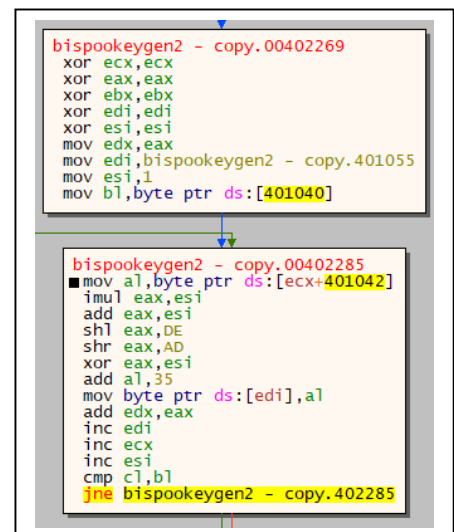 bispookeygen2 - copy.00402269
xor ecx,ecx
xor eax,eax
xor ebx,ebx
xor edi,edi
xor esi,esi
mov edx,eax
mov edi,bispookeygen2 - copy.401055
mov esi,1
mov bl,byte ptr ds:[401040]
bispookeygen2 - copy.00402285
mov al,byte ptr ds:[ecx+401042]
imul eax,esi
add eax,esi
shl eax,DE
shr eax,AD
xor eax,esi
add al,35
mov byte ptr ds:[edi],al
add edx,eax
inc edi
inc ecx
inc esi
cmp cl,bl
jne bispookeygen2 - copy.402285